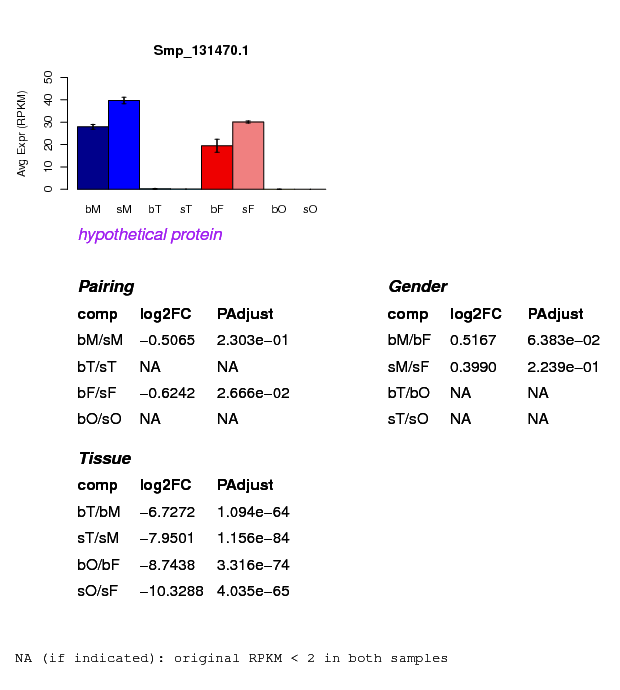 Smp_131470.1
Avg Expr (RPKM)
50
40
30
20
10
0
bM sM bT sT bF sF bO sO
hypothetical protein
Pairing
comp log2FC PAdjust
bM/sM −0.5065 2.303e−01
bT/sT NA NA
bF/sF −0.6242 2.666e−02
bO/sO NA NA
Gender
comp log2FC PAdjust
bM/bF 0.5167 6.383e−02
sM/sF 0.3990 2.239e−01
bT/bO NA NA
sT/sO NA NA
Tissue
comp log2FC PAdjust
bT/bM −6.7272 1.094e−64
sT/sM −7.9501 1.156e−84
bO/bF −8.7438 3.316e−74
sO/sF −10.3288 4.035e−65
NA (if indicated): original RPKM < 2 in both samples